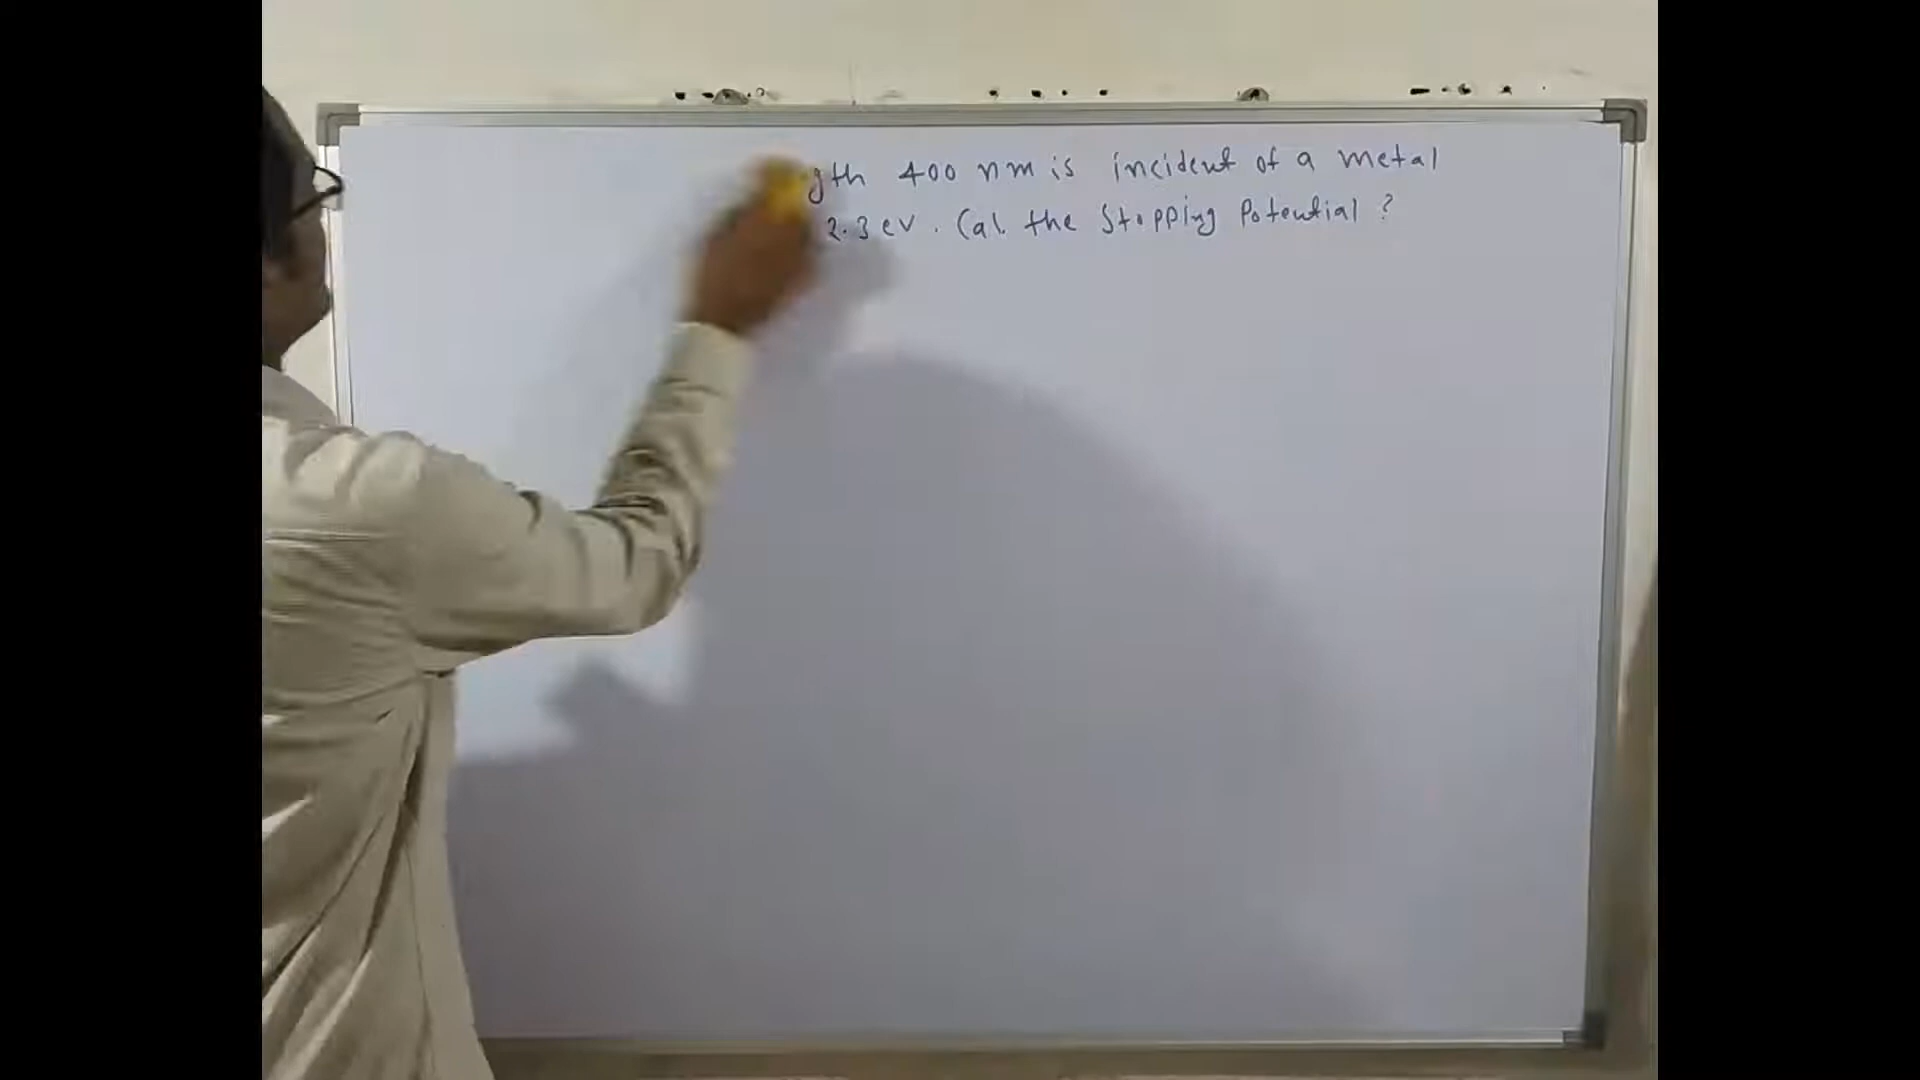 gth 400 nm is incident of a metal
2.3 eV. Cal. the Stopping Potential ?